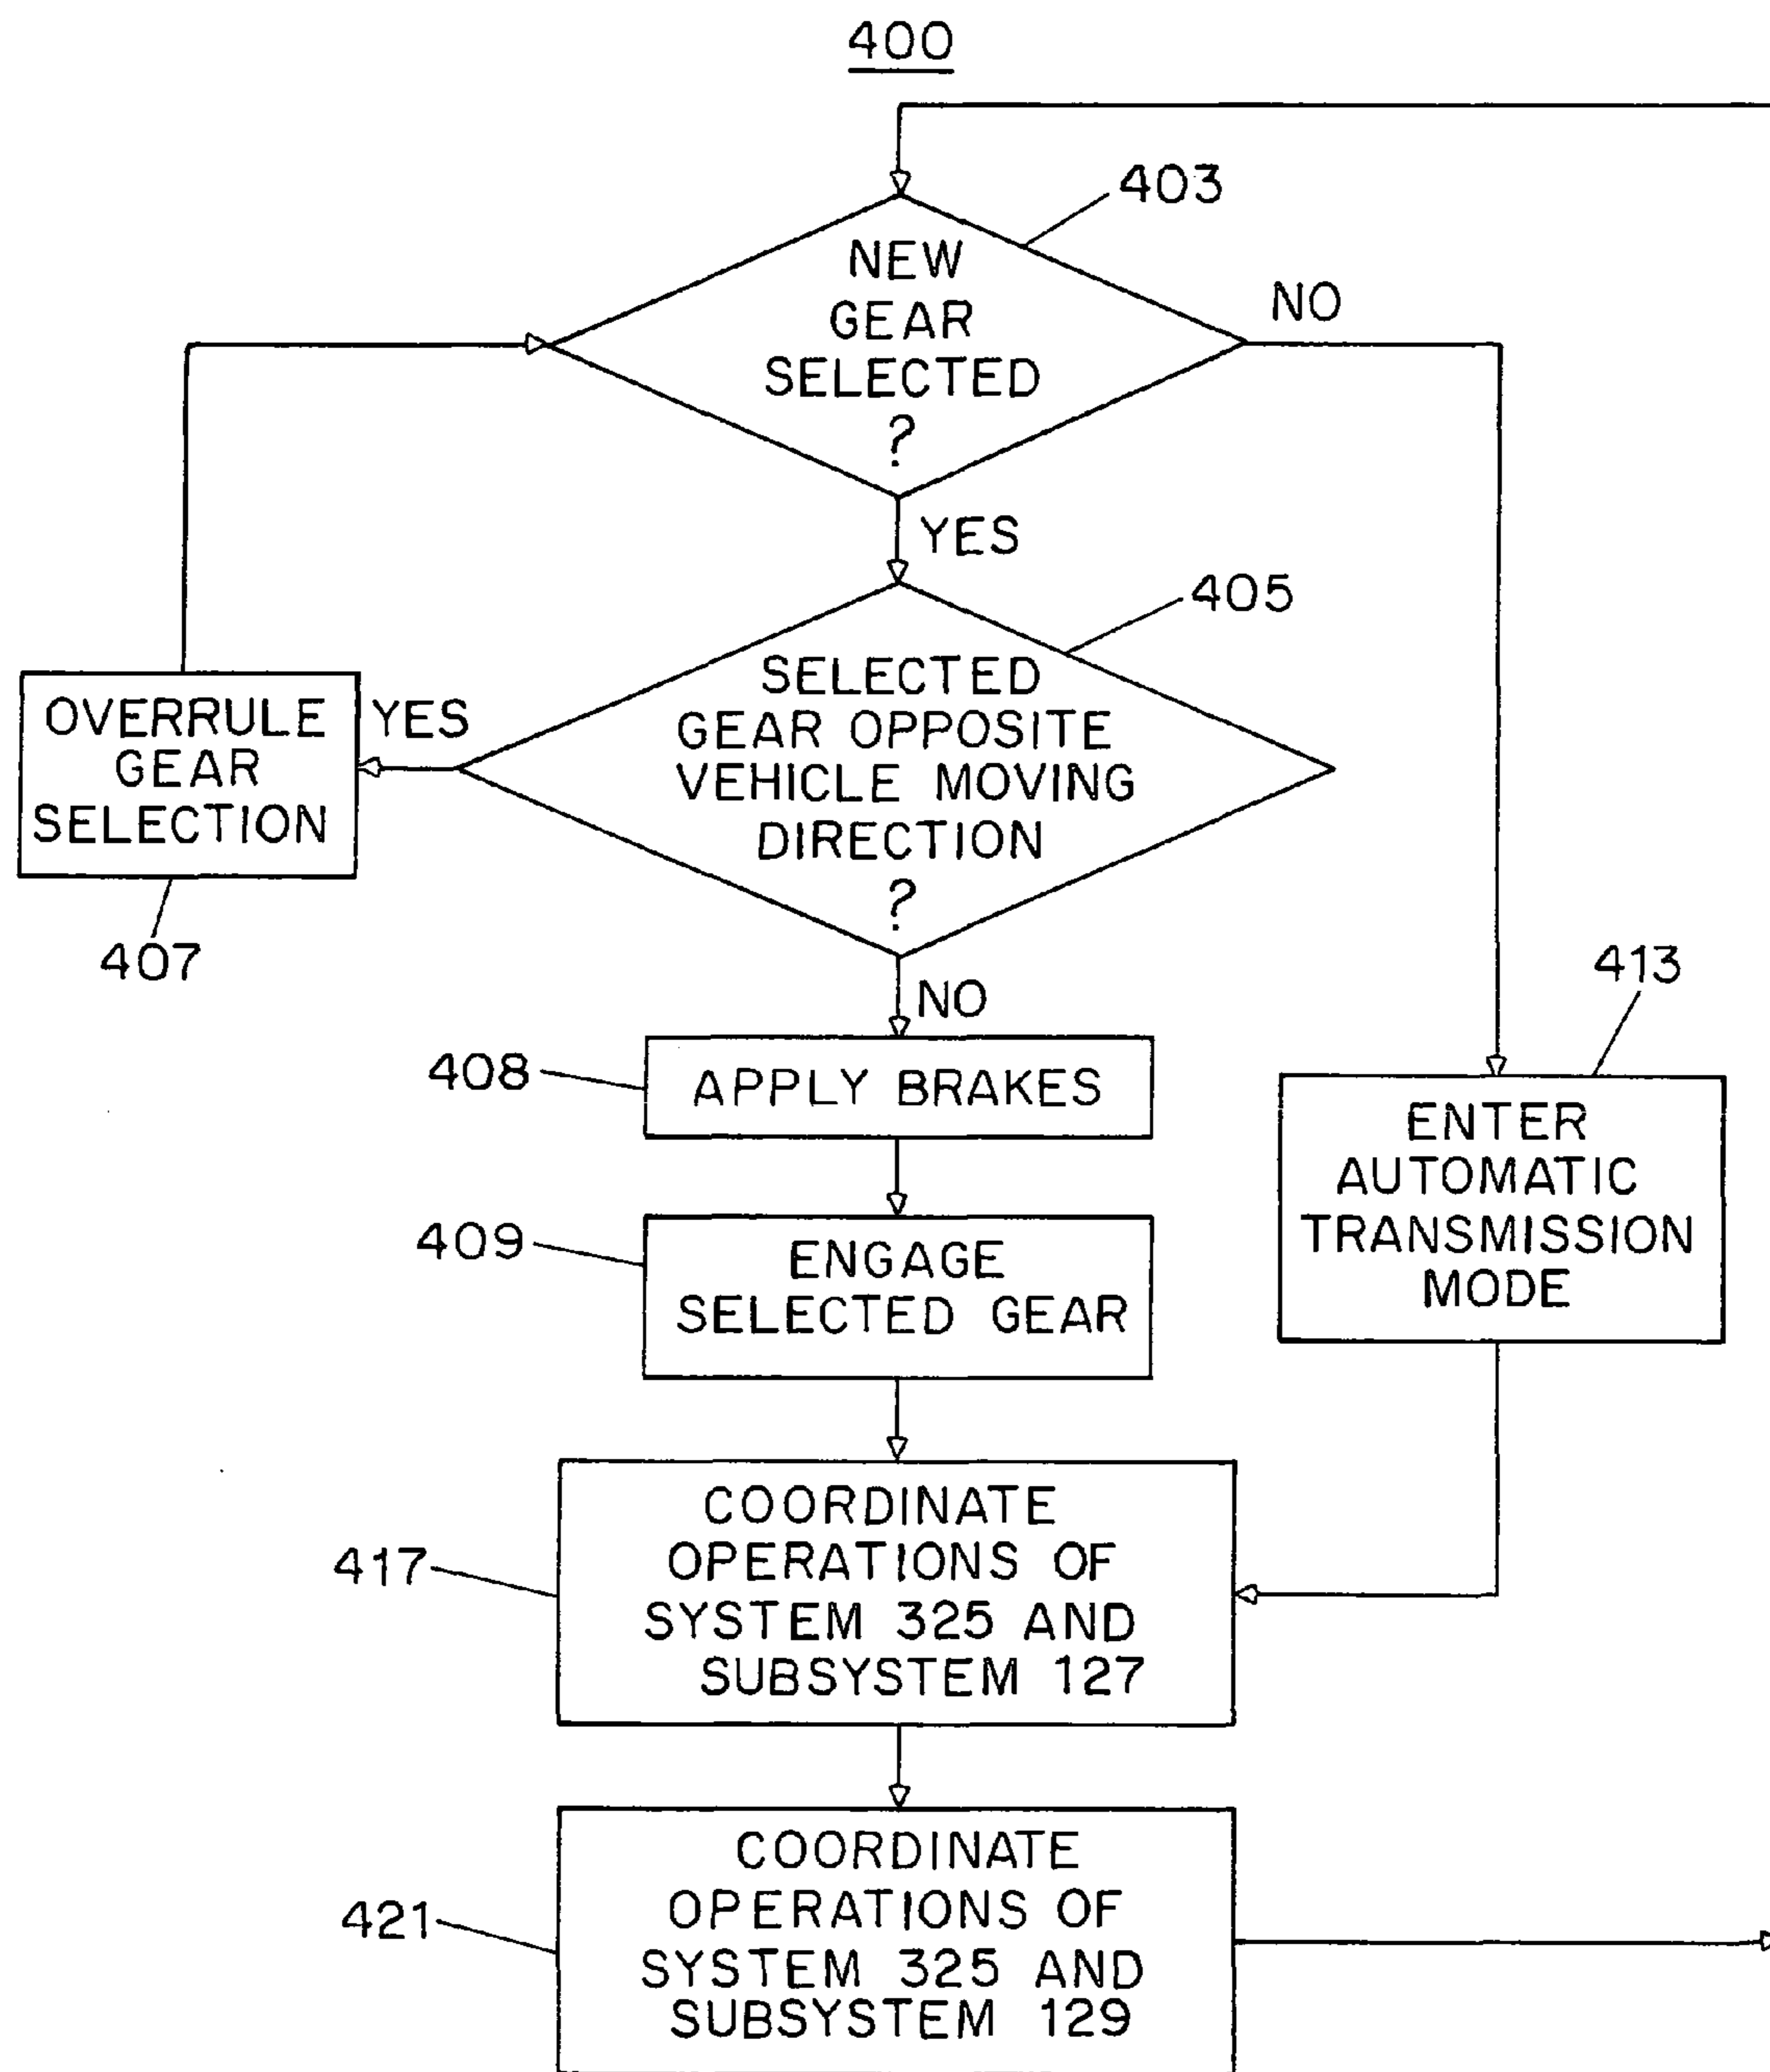 400
403
NEW
GEAR
SELECTED
?
NO
YES
405
SELECTED
GEAR OPPOSITE
VEHICLE MOVING
DIRECTION
?
YES
OVERRULE
GEAR
SELECTION
407
NO
408
APPLY BRAKES
413
ENTER
AUTOMATIC
TRANSMISSION
MODE
409
ENGAGE
SELECTED GEAR
417
COORDINATE
OPERATIONS OF
SYSTEM 325 AND
SUBSYSTEM 127
421
COORDINATE
OPERATIONS OF
SYSTEM 325 AND
SUBSYSTEM 129